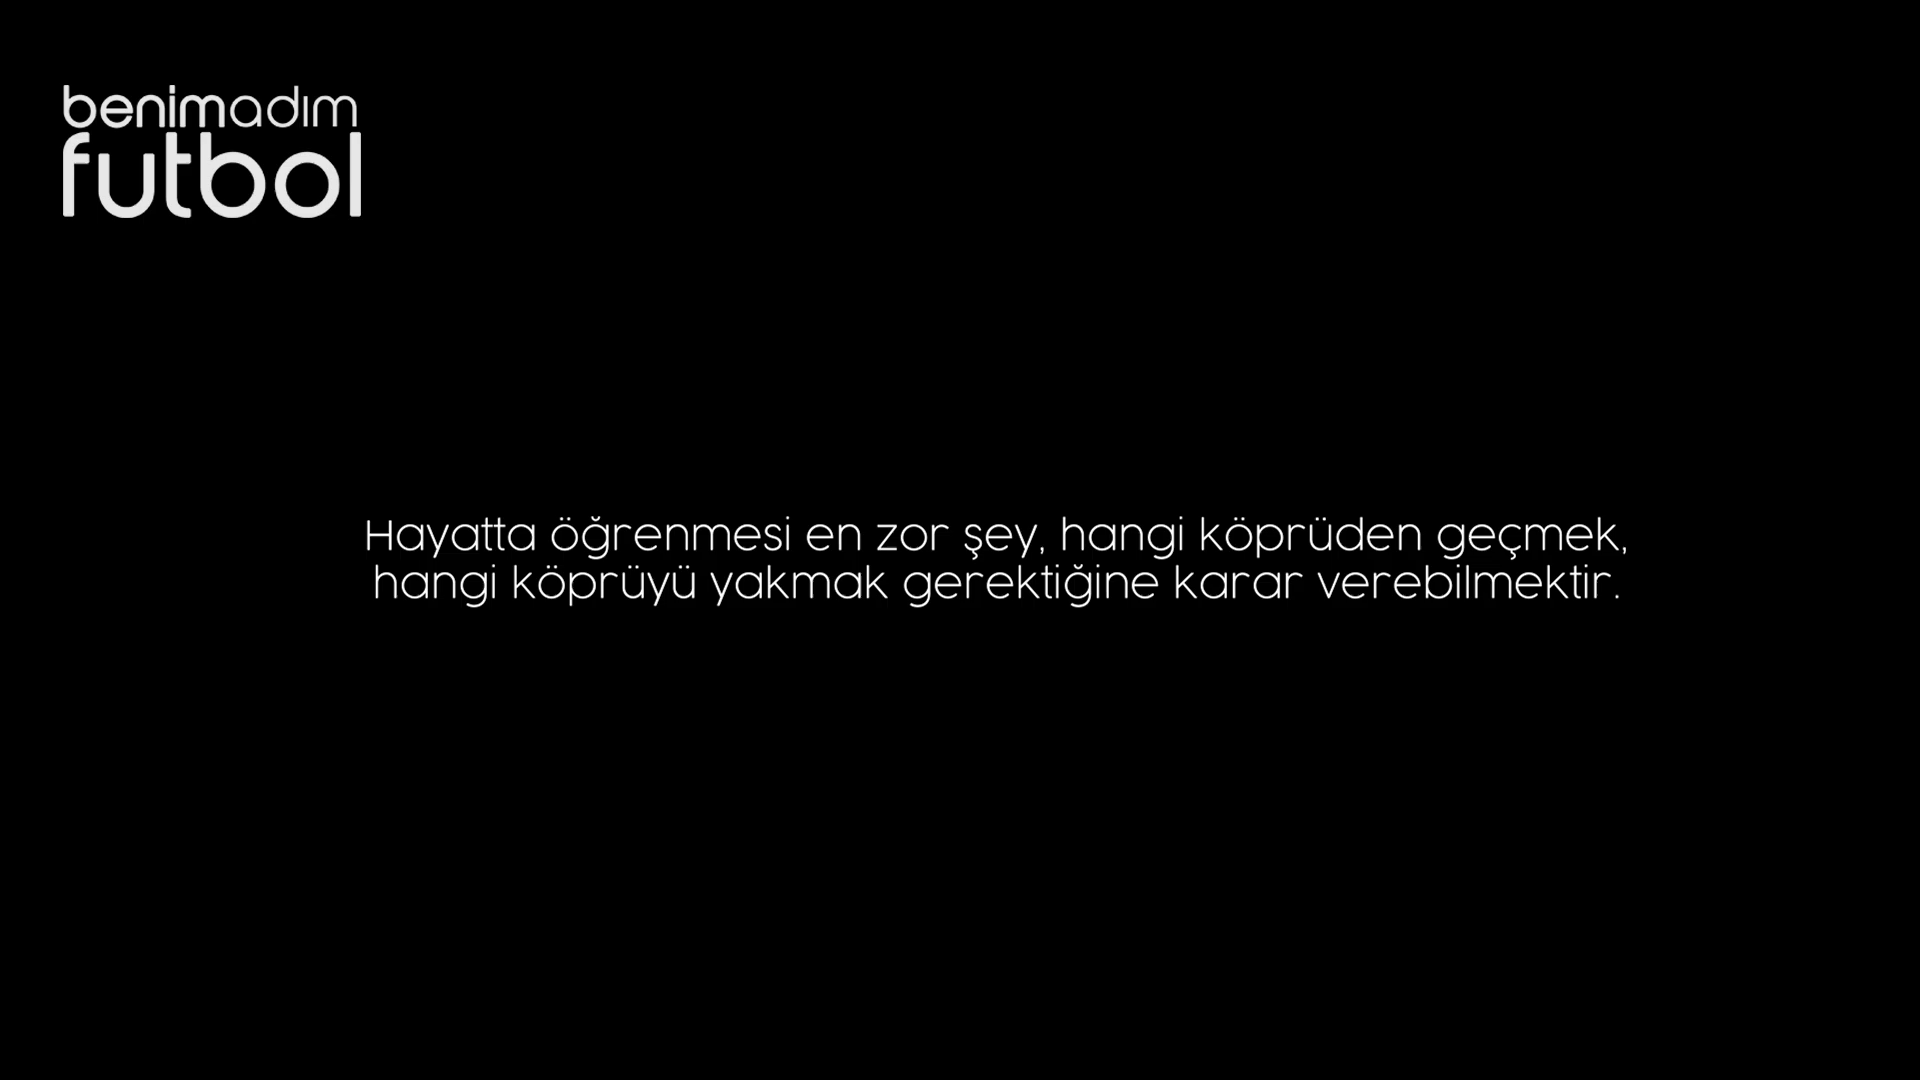 benimadım
futbol
Hayatta öğrenmesi en zor şey, hangi köprüden geçmek,
hangi köprüyü yakmak gerektiğine karar verebilmektir.